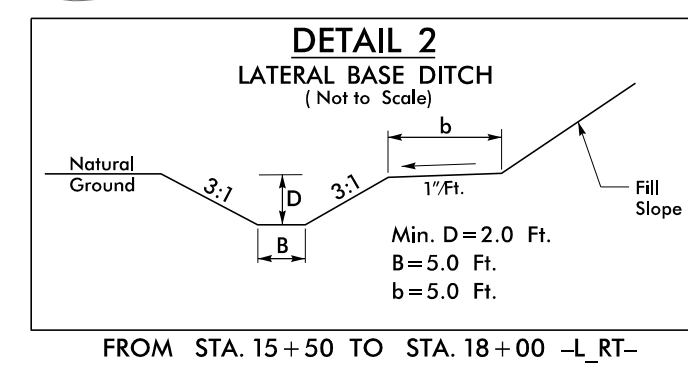 DETAIL 2
LATERAL BASE DITCH
( Not to Scale)
b
Natural
Ground
3:1
D
3:1
1"/Ft.
Fill
Slope
B
Min. D=2.0 Ft.
B=5.0 Ft.
b=5.0 Ft.
FROM STA. 15+50 TO STA. 18+00 –L_RT–